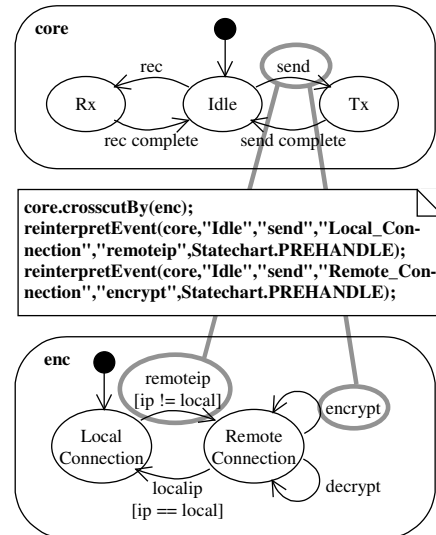 core
rec
send
Rx
Idle
Tx
rec complete
send complete
core.crosscutBy(enc);
reinterpretEvent(core,"Idle","send","Local_Con-
nection","remoteip",Statechart.PREHANDLE);
reinterpretEvent(core,"Idle","send","Remote_Con-
nection","encrypt",Statechart.PREHANDLE);
enc
remoteip
[ip != local]
encrypt
Local
Connection
Remote
Connection
localip
[ip == local]
decrypt